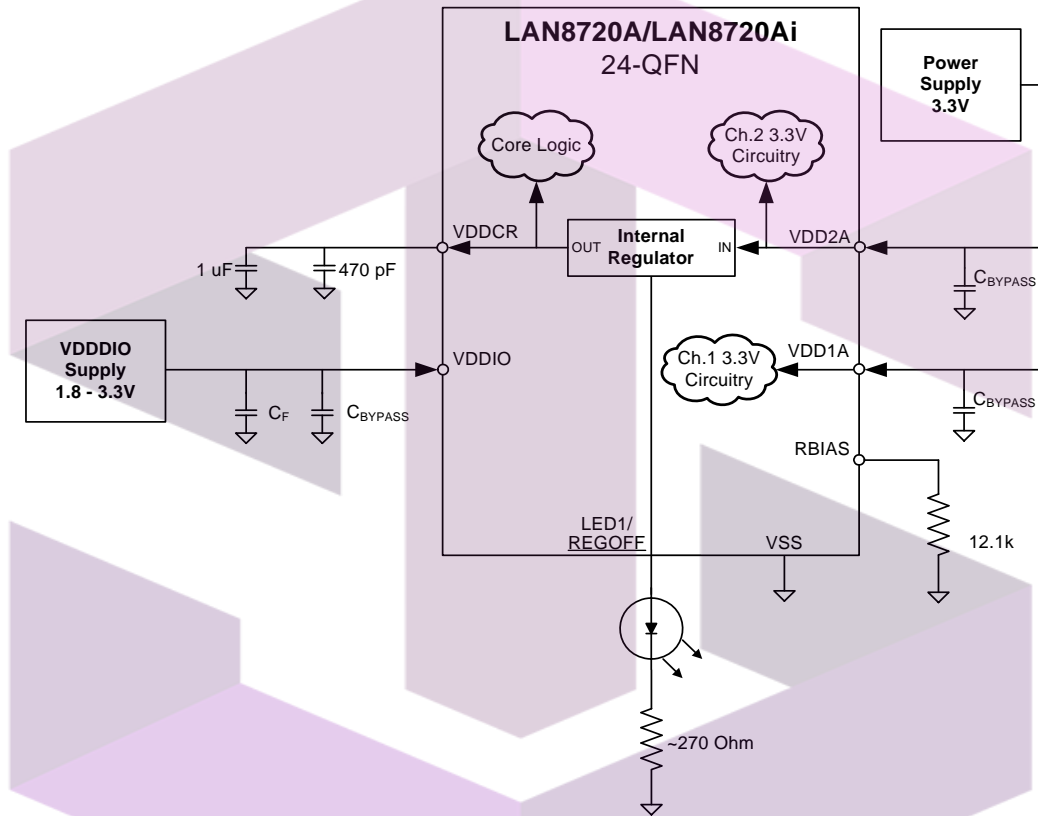 LAN8720A/LAN8720Ai
24-QFN
Power
Supply
3.3V
Core Logic
Ch.2 3.3V
Circuitry
VDDCR
OUT
Internal
Regulator
IN
VDD2A
1 uF
470 pF
CBYPASS
VDDDIO
Supply
1.8 - 3.3V
VDDIO
Ch.1 3.3V
Circuitry
VDD1A
CF
CBYPASS
CBYPASS
RBIAS
12.1k
LED1/
REGOFF
VSS
~270 Ohm